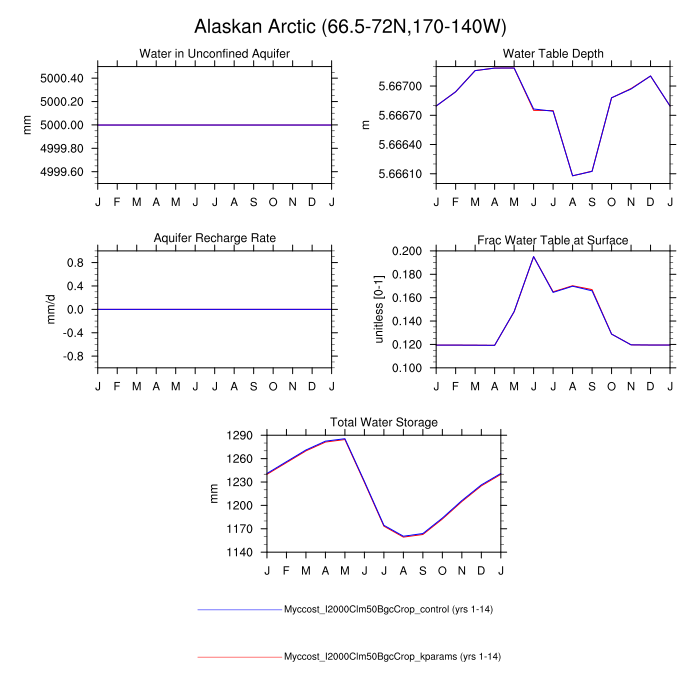 Alaskan Arctic (66.5-72N,170-140W)
Water in Unconfined Aquifer
mm
5000.40
5000.20
5000.00
4999.80
4999.60
J F M A M J J A S O N D J
Water Table Depth
m
5.66700
5.66670
5.66640
5.66610
J F M A M J J A S O N D J
Aquifer Recharge Rate
mm/d
0.8
0.4
0.0
-0.4
-0.8
J F M A M J J A S O N D J
Frac Water Table at Surface
unitless [0-1]
0.200
0.180
0.160
0.140
0.120
0.100
J F M A M J J A S O N D J
Total Water Storage
mm
1290
1260
1230
1200
1170
1140
J F M A M J J A S O N D J
Myccost_I2000Clm50BgcCrop_control (yrs 1-14)
Myccost_I2000Clm50BgcCrop_kparams (yrs 1-14)